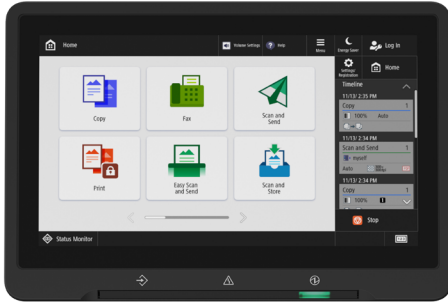 Home
Volume Settings
Help
Menu
Energy Saver
Log In
Settings/
Registration
Home
Timeline
11/13/ 2:35 PM
Copy 1
100% Auto
11/13/ 2:34 PM
Scan and Send 1
myself
Auto
11/13/ 2:34 PM
Copy 1
100%
Copy
Fax
Scan and
Send
Print
Easy Scan
and Send
Scan and
Store
Stop
Status Monitor